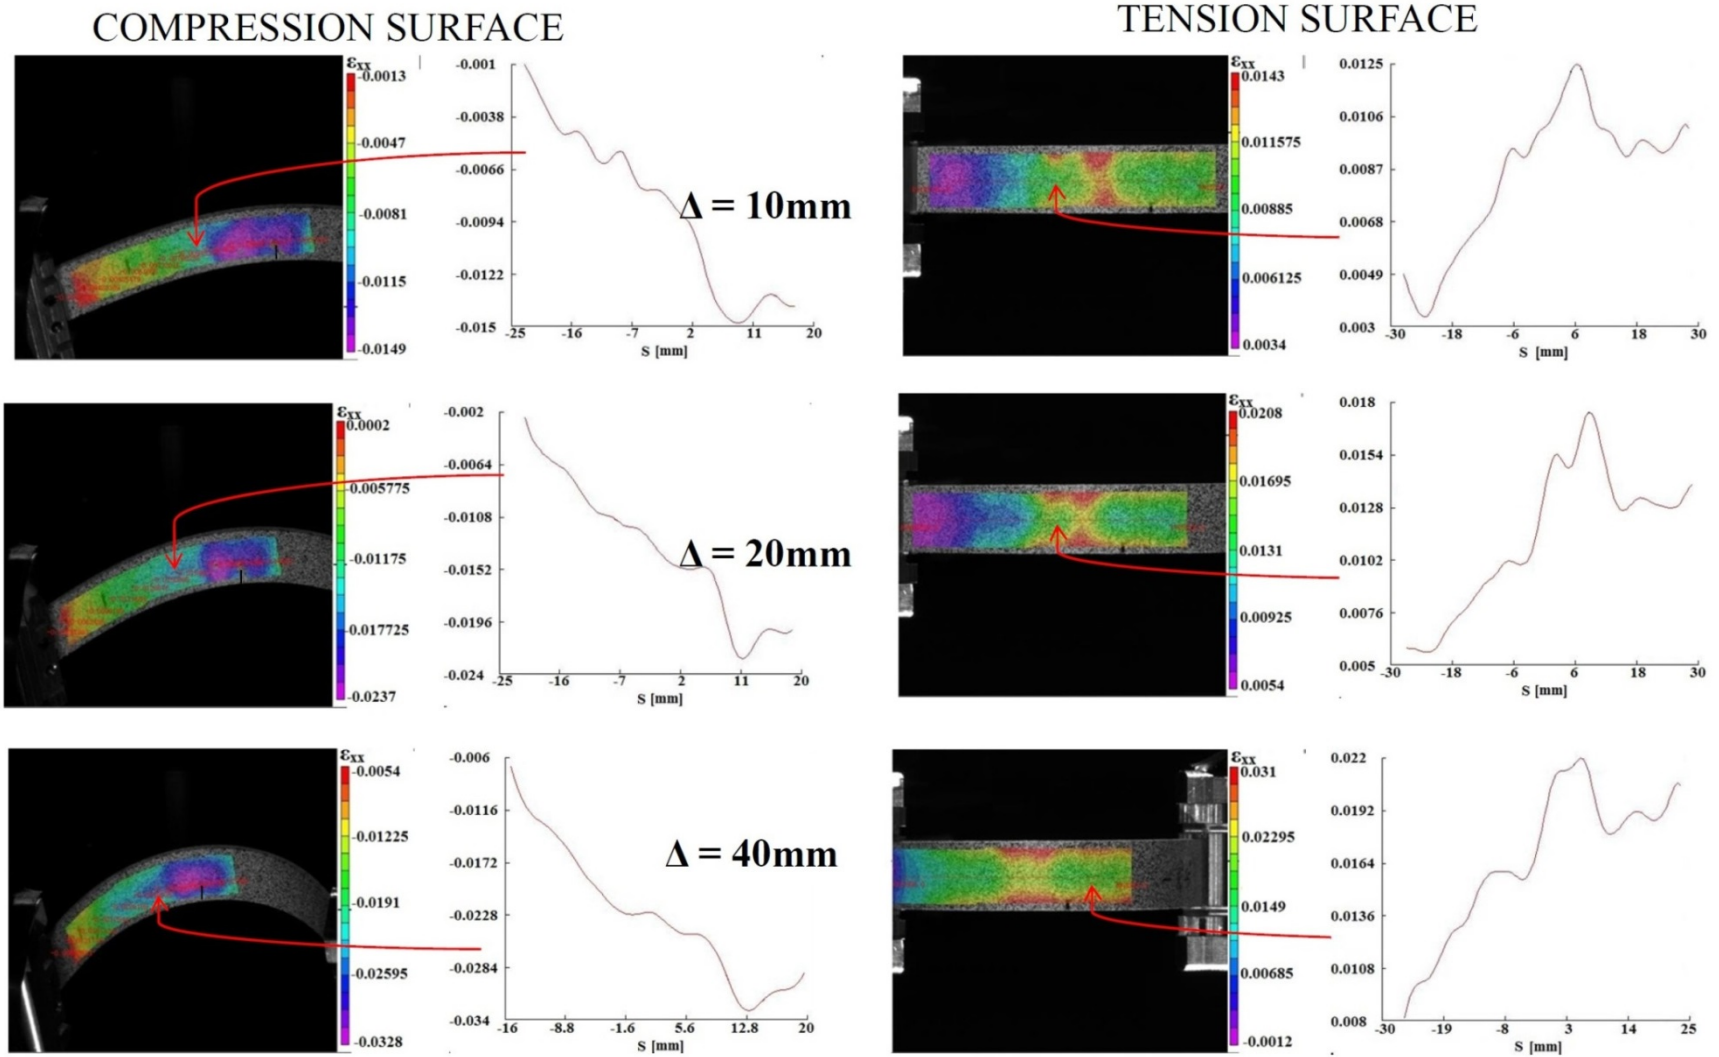 COMPRESSION SURFACE
TENSION SURFACE
εxx
-0.0013
-0.0047
-0.0081
-0.0115
-0.0149
-0.001
-0.0038
-0.0066
-0.0094
-0.0122
-0.015
-25 -16 -7 2 11 20
S [mm]
Δ = 10mm
εxx
0.0143
0.011575
0.00885
0.006125
0.0034
0.0125
0.0106
0.0087
0.0068
0.0049
0.003
-30 -18 -6 6 18 30
S [mm]
εxx
0.0002
0.005775
-0.01175
-0.017725
-0.0237
-0.002
-0.0064
-0.0108
-0.0152
-0.0196
-0.024
-25 -16 -7 2 11 20
S [mm]
Δ = 20mm
εxx
0.0208
0.01695
0.0131
0.00925
0.0054
0.018
0.0154
0.0128
0.0102
0.0076
0.005
-30 -18 -6 6 18 30
S [mm]
εxx
-0.0054
-0.01225
-0.0191
-0.02595
-0.0328
-0.006
-0.0116
-0.0172
-0.0228
-0.0284
-0.034
-16 -8.8 -1.6 5.6 12.8 20
S [mm]
Δ = 40mm
εxx
0.031
0.02295
0.0149
0.00685
-0.0012
0.022
0.0192
0.0164
0.0136
0.0108
0.008
-30 -19 -8 3 14 25
S [mm]